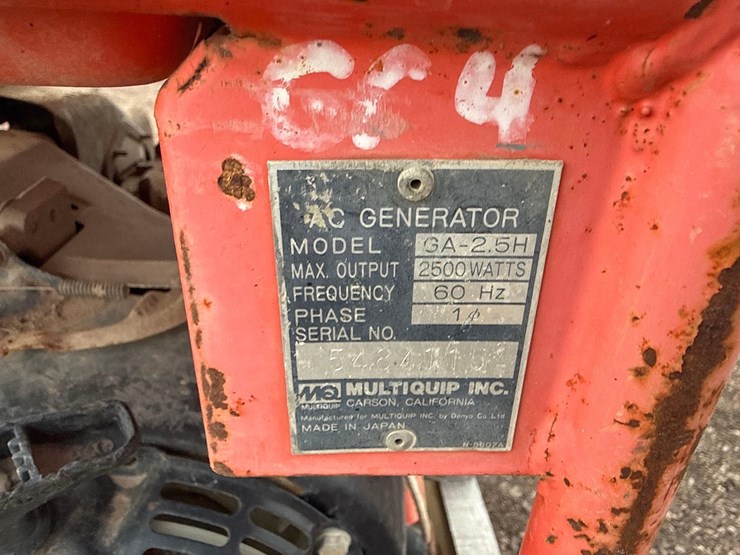 AC GENERATOR
MODEL GA-2.5H
MAX. OUTPUT 2500 WATTS
FREQUENCY 60 Hz
PHASE 1ϕ
SERIAL NO.
MQ MULTIQUIP INC.
MULTIQUIP CARSON, CALIFORNIA
Manufactured for MULTIQUIP INC. by Denyo Co. Ltd
MADE IN JAPAN